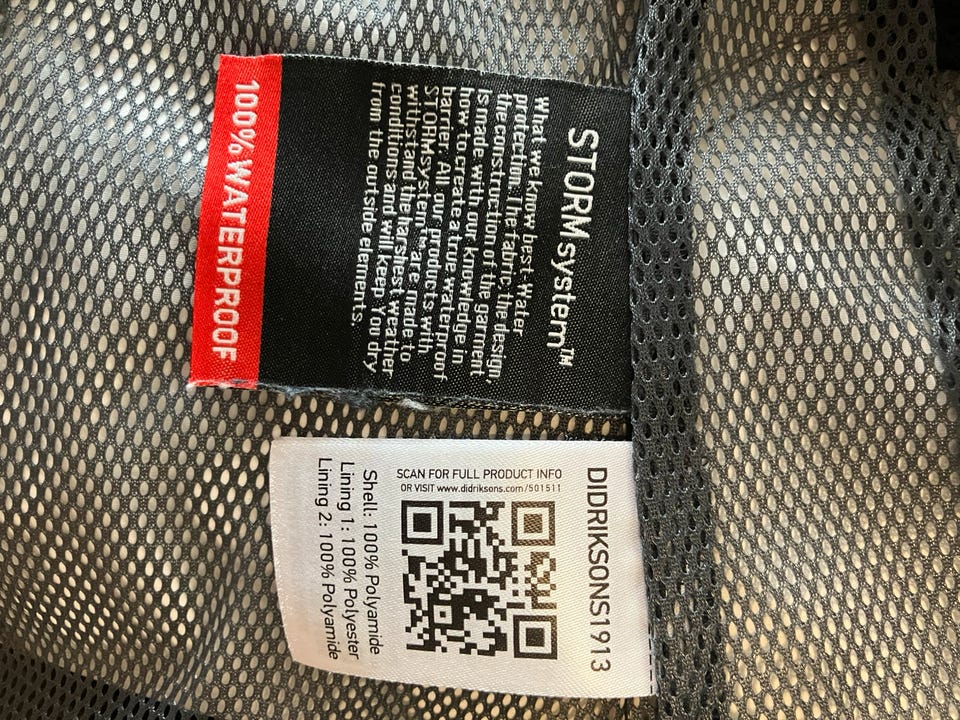 STORMsystem™
What we know best. Water
protection. The fabric, the design,
the construction of the garment
is made with our knowledge in
how to create a true waterproof
barrier. All our products with
STORMsystem™ are made to
withstand the harshest weather
conditions and will keep you dry
from the outside elements.
100% WATERPROOF
DIDRIKSONS1913
SCAN FOR FULL PRODUCT INFO
OR VISIT www.didriksons.com/501511
Shell: 100% Polyamide
Lining 1: 100% Polyester
Lining 2: 100% Polyamide